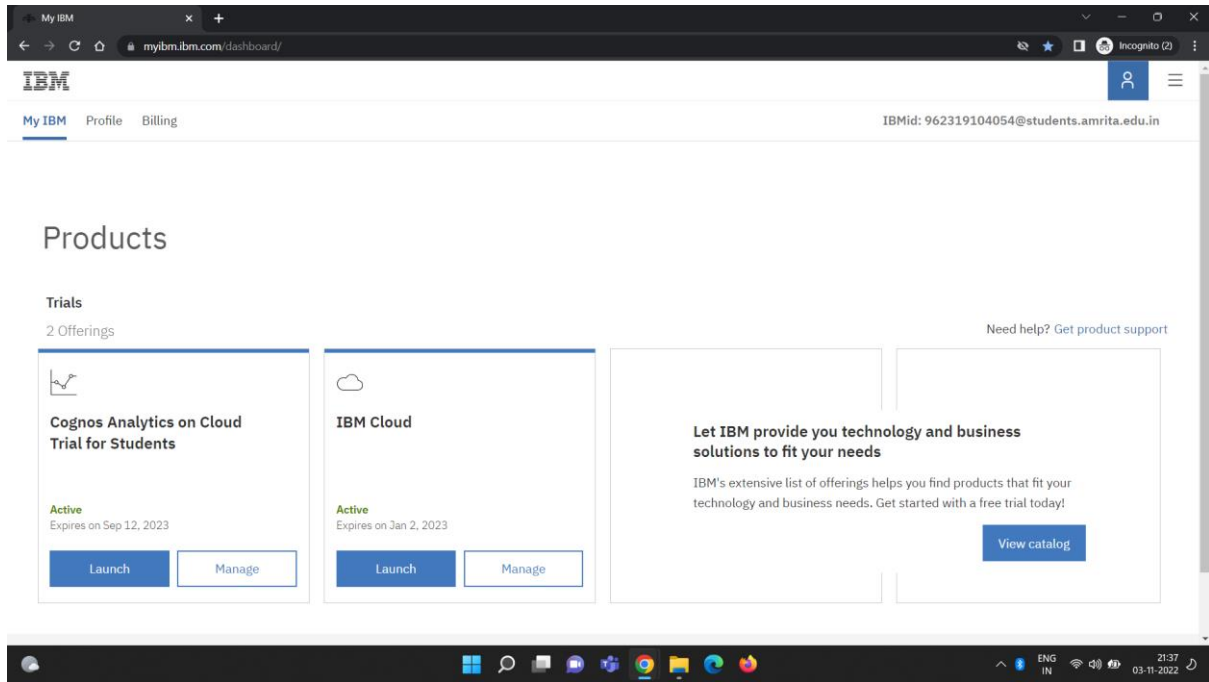 My IBM
myibm.ibm.com/dashboard/
Incognito (2)
IBM
My IBM Profile Billing
IBMid: 962319104054@students.amrita.edu.in
Products
Trials
2 Offerings
Need help? Get product support
Cognos Analytics on Cloud
Trial for Students
Active
Expires on Sep 12, 2023
Launch Manage
IBM Cloud
Active
Expires on Jan 2, 2023
Launch Manage
Let IBM provide you technology and business
solutions to fit your needs
IBM's extensive list of offerings helps you find products that fit your
technology and business needs. Get started with a free trial today!
View catalog
ENG
IN
21:37
03-11-2022